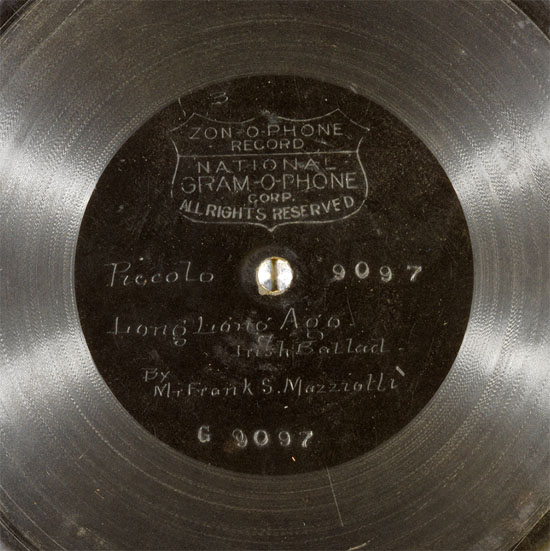 3
ZON-O-PHONE
RECORD
NATIONAL
GRAM-O-PHONE
CORP.
ALL RIGHTS RESERVED
Piccolo 9097
Long Long Ago.
Irish Ballad.
By
Mr Frank S. Mazziotti
G 9097